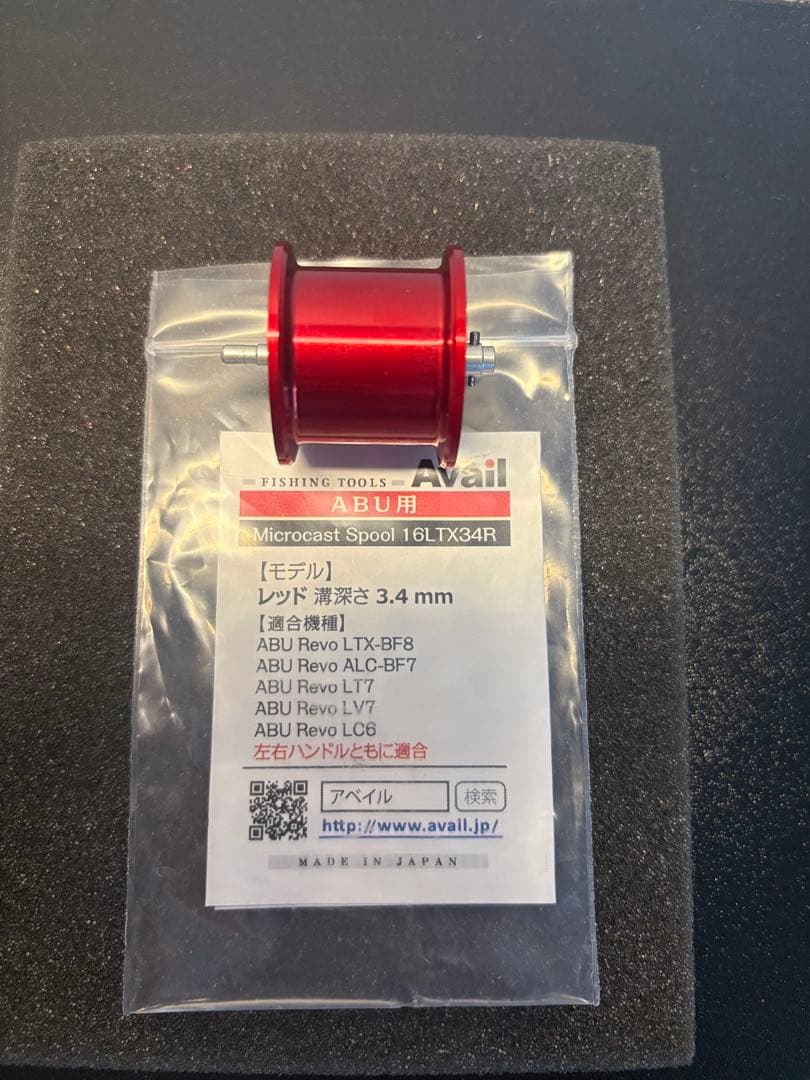 FISHING TOOLS Avail
ABU用
Microcast Spool 16LTX34R
【モデル】
レッド 溝深さ 3.4 mm
【適合機種】
ABU Revo LTX-BF8
ABU Revo ALC-BF7
ABU Revo LT7
ABU Revo LV7
ABU Revo LC6
左右ハンドルともに適合
アベイル 検索
http://www.avail.jp/
MADE IN JAPAN